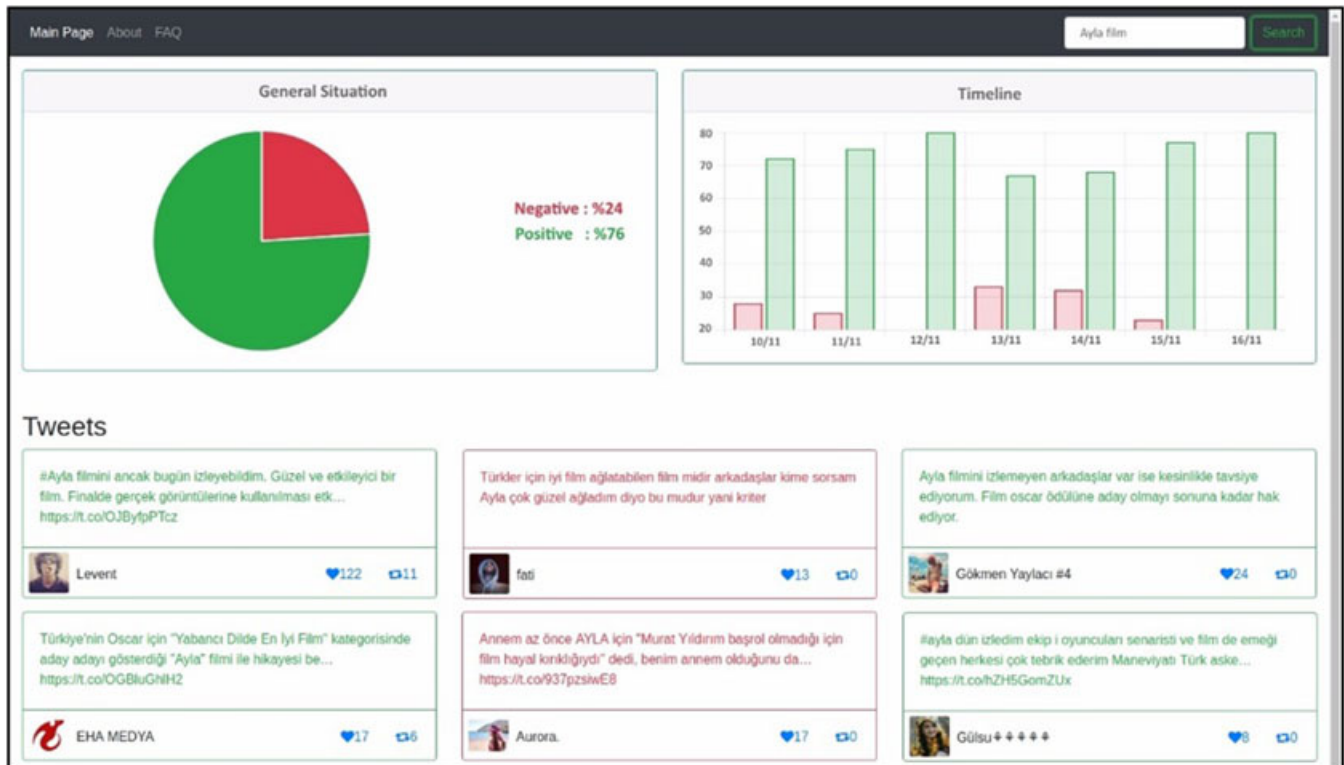 Main Page About FAQ
Ayla film
Search
General Situation
Negative : %24
Positive : %76
Timeline
80
70
60
50
40
30
20
10/11 11/11 12/11 13/11 14/11 15/11 16/11
Tweets
#Ayla filmini ancak bugün izleyebildim. Güzel ve etkileyici bir
film. Finalde gerçek görüntülerine kullanılması etk...
https://t.co/OJByfpPTcz
Levent
122 11
Türkler için iyi film ağlatabilen film midir arkadaşlar kime sorsam
Ayla çok güzel ağladım diyo bu mudur yani kriter
fati
13 0
Ayla filmini izlemeyen arkadaşlar var ise kesinlikle tavsiye
ediyorum. Film oscar ödülüne aday olmayı sonuna kadar hak
ediyor.
Gökmen Yaylacı #4
24 0
Türkiye'nin Oscar için "Yabancı Dilde En İyi Film" kategorisinde
aday adayı gösterdiği "Ayla" filmi ile hikayesi be...
https://t.co/OGBluGhlH2
EHA MEDYA
17 6
Annem az önce AYLA için "Murat Yıldırım başrol olmadığı için
film hayal kırıklığıydı" dedi, benim annem olduğunu da...
https://t.co/937pzsiwE8
Aurora.
17 0
#ayla dün izledim ekip i oyuncuları senaristi ve film de emeği
geçen herkesi çok tebrik ederim Maneviyatı Türk aske...
https://t.co/hZH5GomZUx
Gülsu
8 0